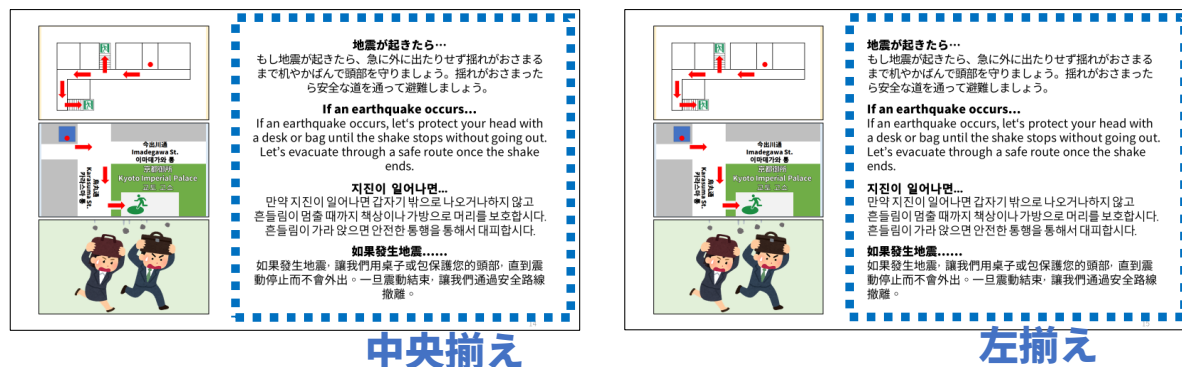 今出川通
Imadegawa St.
이마데가와 통
烏丸通
Karasuma St.
카라스마 통
京都御所
Kyoto Imperial Palace
교토 고쇼
地震が起きたら…
もし地震が起きたら、急に外に出たりせず揺れがおさまる
まで机やかばんで頭部を守りましょう。揺れがおさまった
ら安全な道を通って避難しましょう。
If an earthquake occurs...
If an earthquake occurs, let's protect your head with
a desk or bag until the shake stops without going out.
Let's evacuate through a safe route once the shake
ends.
지진이 일어나면...
만약 지진이 일어나면 갑자기 밖으로 나오거나하지 않고
흔들림이 멈출 때까지 책상이나 가방으로 머리를 보호합시다.
흔들림이 가라 앉으면 안전한 통행을 통해서 대피합시다.
如果發生地震......
如果發生地震，讓我們用桌子或包保護您的頭部，直到震
動停止而不會外出。一旦震動結束，讓我們通過安全路線
撤離。
14
中央揃え
今出川通
Imadegawa St.
이마데가와 통
烏丸通
Karasuma St.
카라스마 통
京都御所
Kyoto Imperial Palace
교토 고쇼
地震が起きたら…
もし地震が起きたら、急に外に出たりせず揺れがおさまる
まで机やかばんで頭部を守りましょう。揺れがおさまった
ら安全な道を通って避難しましょう。
If an earthquake occurs...
If an earthquake occurs, let's protect your head with
a desk or bag until the shake stops without going out.
Let's evacuate through a safe route once the shake
ends.
지진이 일어나면...
만약 지진이 일어나면 갑자기 밖으로 나오거나하지 않고
흔들림이 멈출 때까지 책상이나 가방으로 머리를 보호합시다.
흔들림이 가라 앉으면 안전한 통행을 통해서 대피합시다.
如果發生地震......
如果發生地震，讓我們用桌子或包保護您的頭部，直到震
動停止而不會外出。一旦震動結束，讓我們通過安全路線
撤離。
15
左揃え